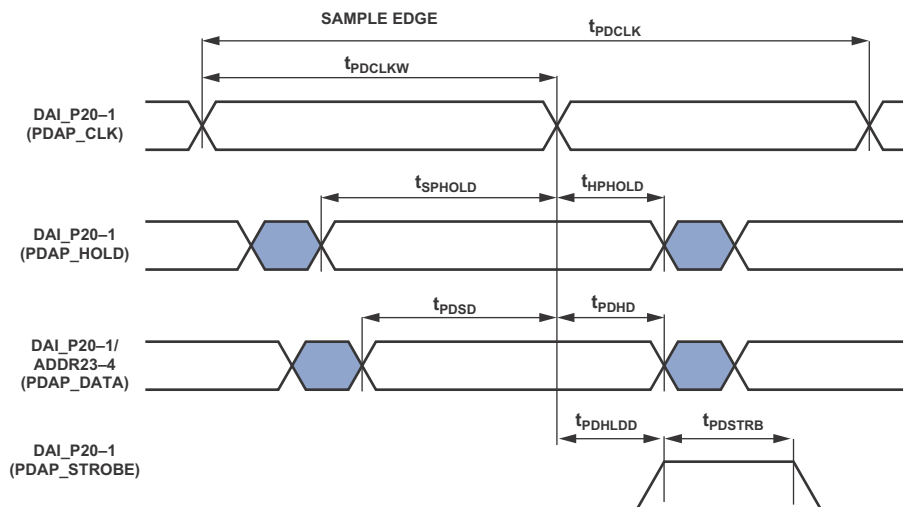 SAMPLE EDGE
tPDCLK
tPDCLKW
DAI_P20–1
(PDAP_CLK)
tSPHOLD
tHPHOLD
DAI_P20–1
(PDAP_HOLD)
tPDSD
tPDHD
DAI_P20–1/
ADDR23–4
(PDAP_DATA)
tPDHLDD
tPDSTRB
DAI_P20–1
(PDAP_STROBE)